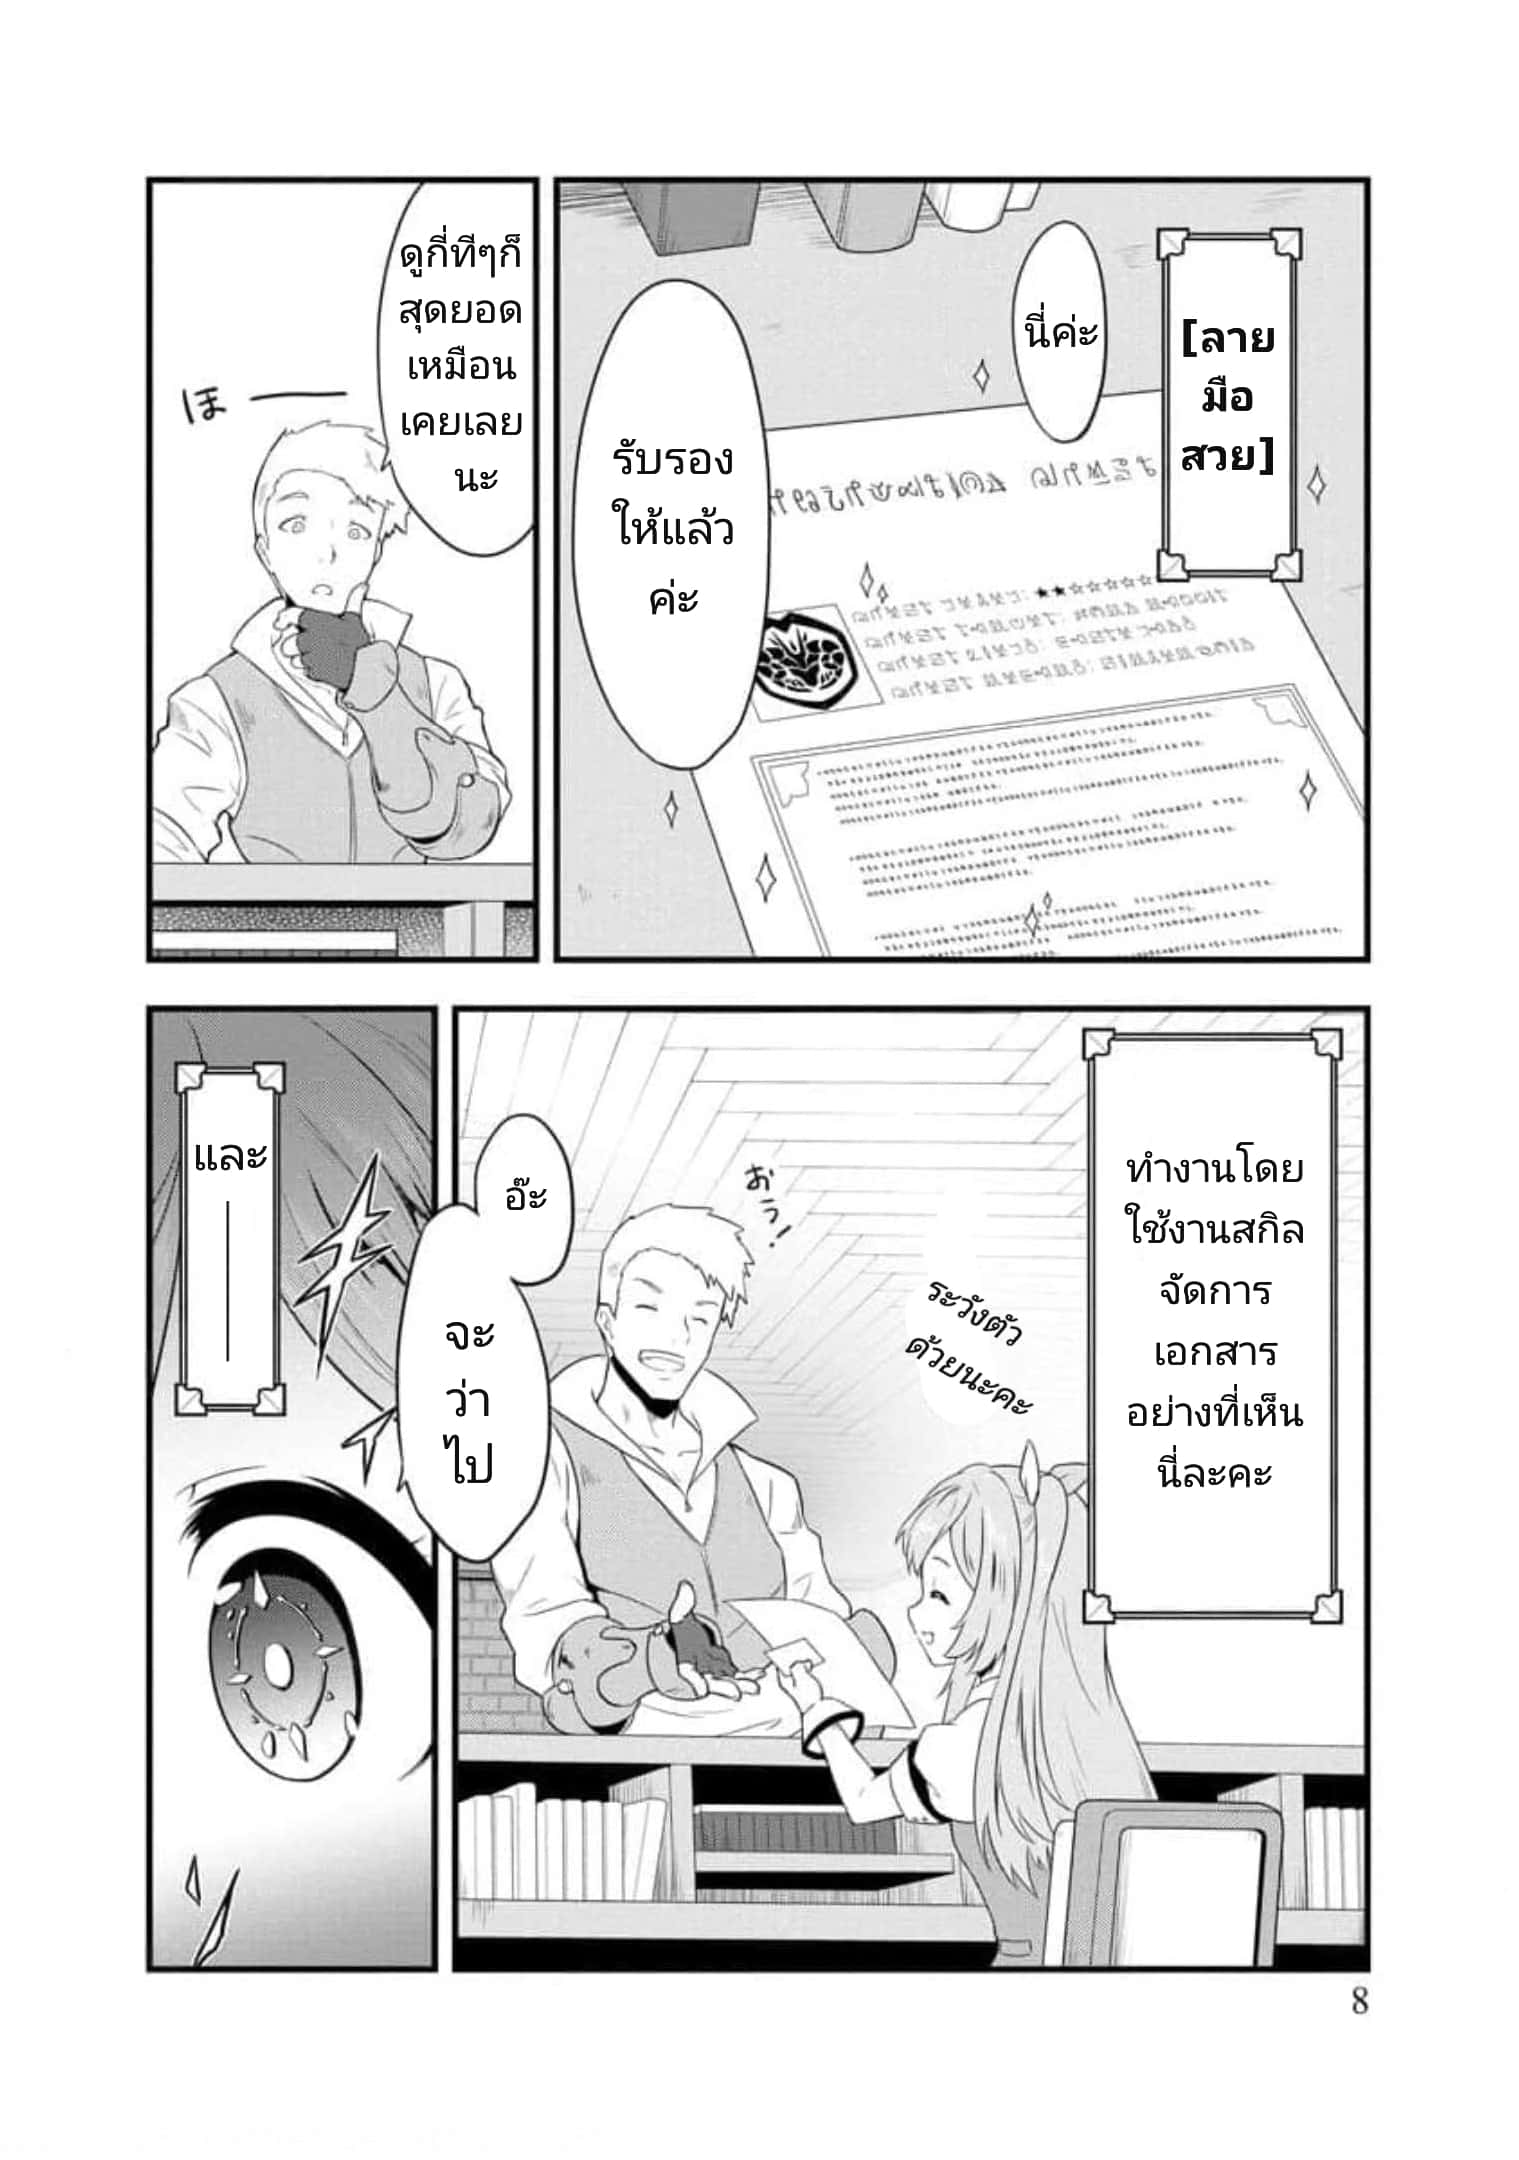 [ลาย
มือ
สวย]
นี่ค่ะ
รับรอง
ให้แล้ว
ค่ะ
ดูกี่ทีๆก็
สุดยอด
เหมือน
เคยเลย
นะ
ほー
ทำงานโดย
ใช้งานสกิล
จัดการ
เอกสาร
อย่างที่เห็น
นี่ละคะ
ระวังตัว
ด้วยนะคะ
おう!
อ๊ะ
จะ
ว่า
ไป
และ
8